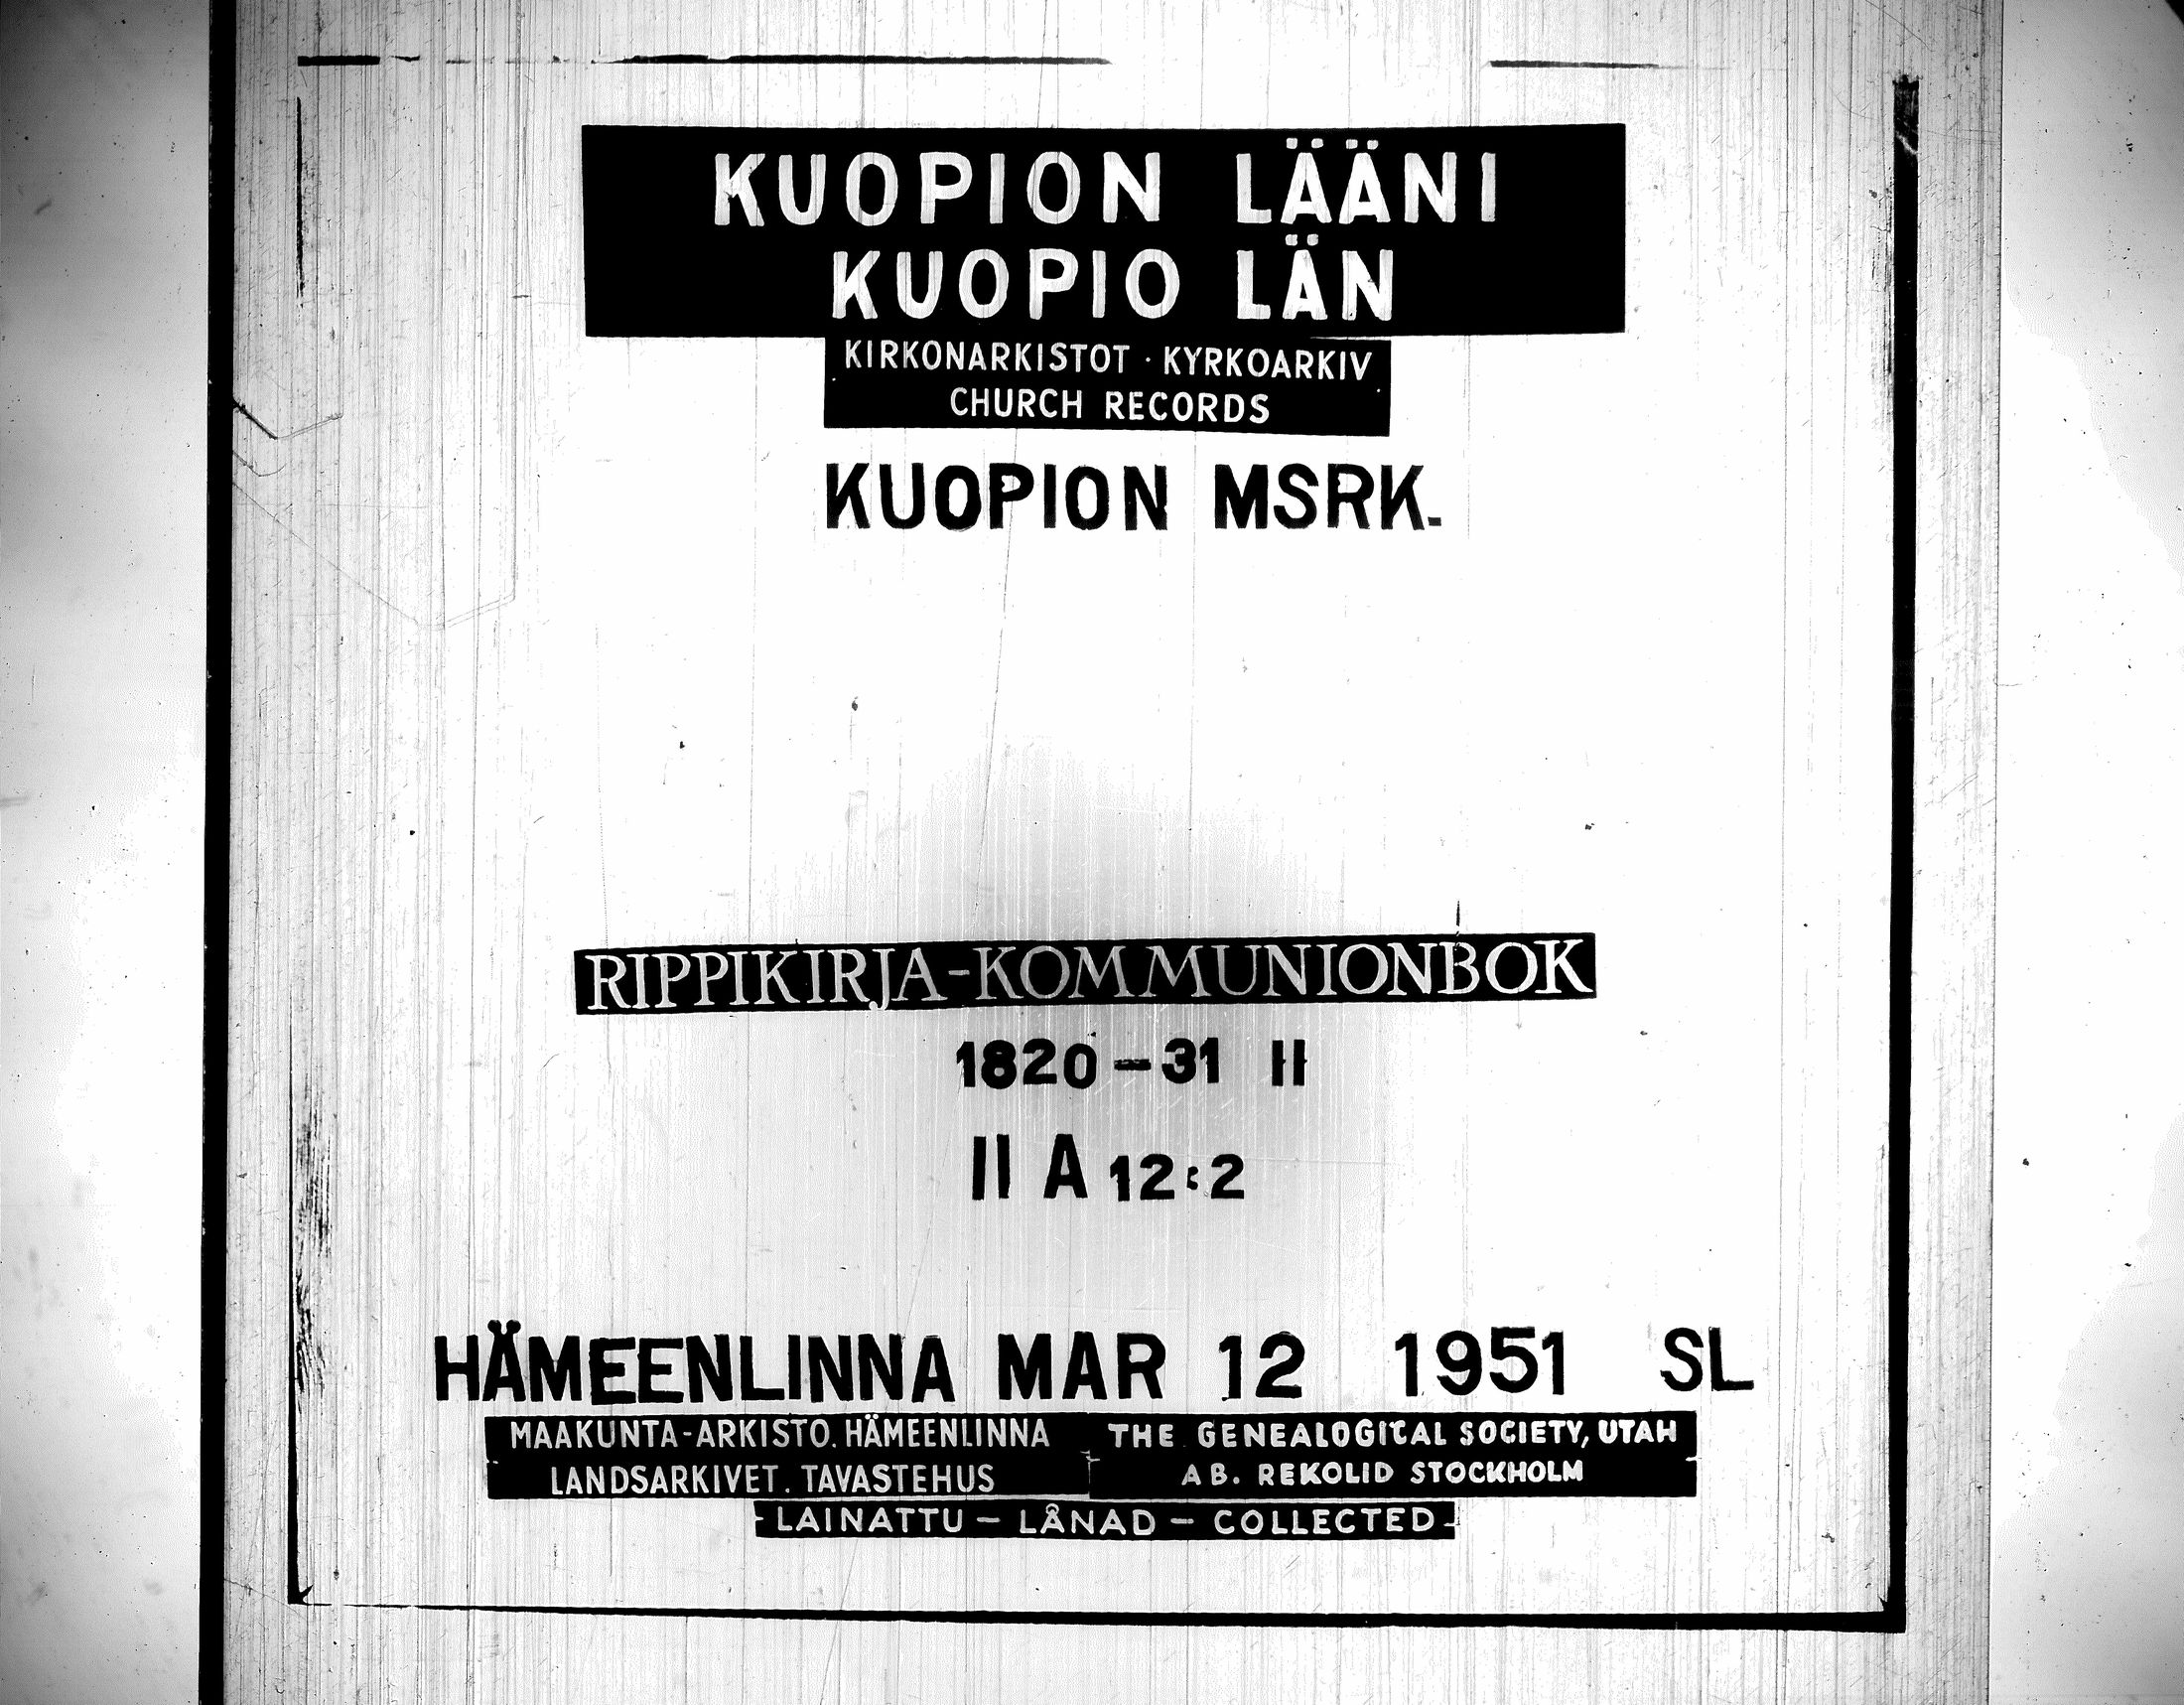 KUOPION LÄÄNI
KUOPIO LÄN
KIRKONARKISTOT · KYRKOARKIV
CHURCH RECORDS
KUOPION MSRK.
RIPPIKIRJA-KOMMUNIONBOK
1820-31 II
II A 12:2
HÄMEENLINNA MAR 12 1951 SL
MAAKUNTA-ARKISTO. HÄMEENLINNA
LANDSARKIVET. TAVASTEHUS
THE GENEALOGICAL SOCIETY, UTAH
AB. REKOLID STOCKHOLM
LAINATTU - LÅNAD - COLLECTED